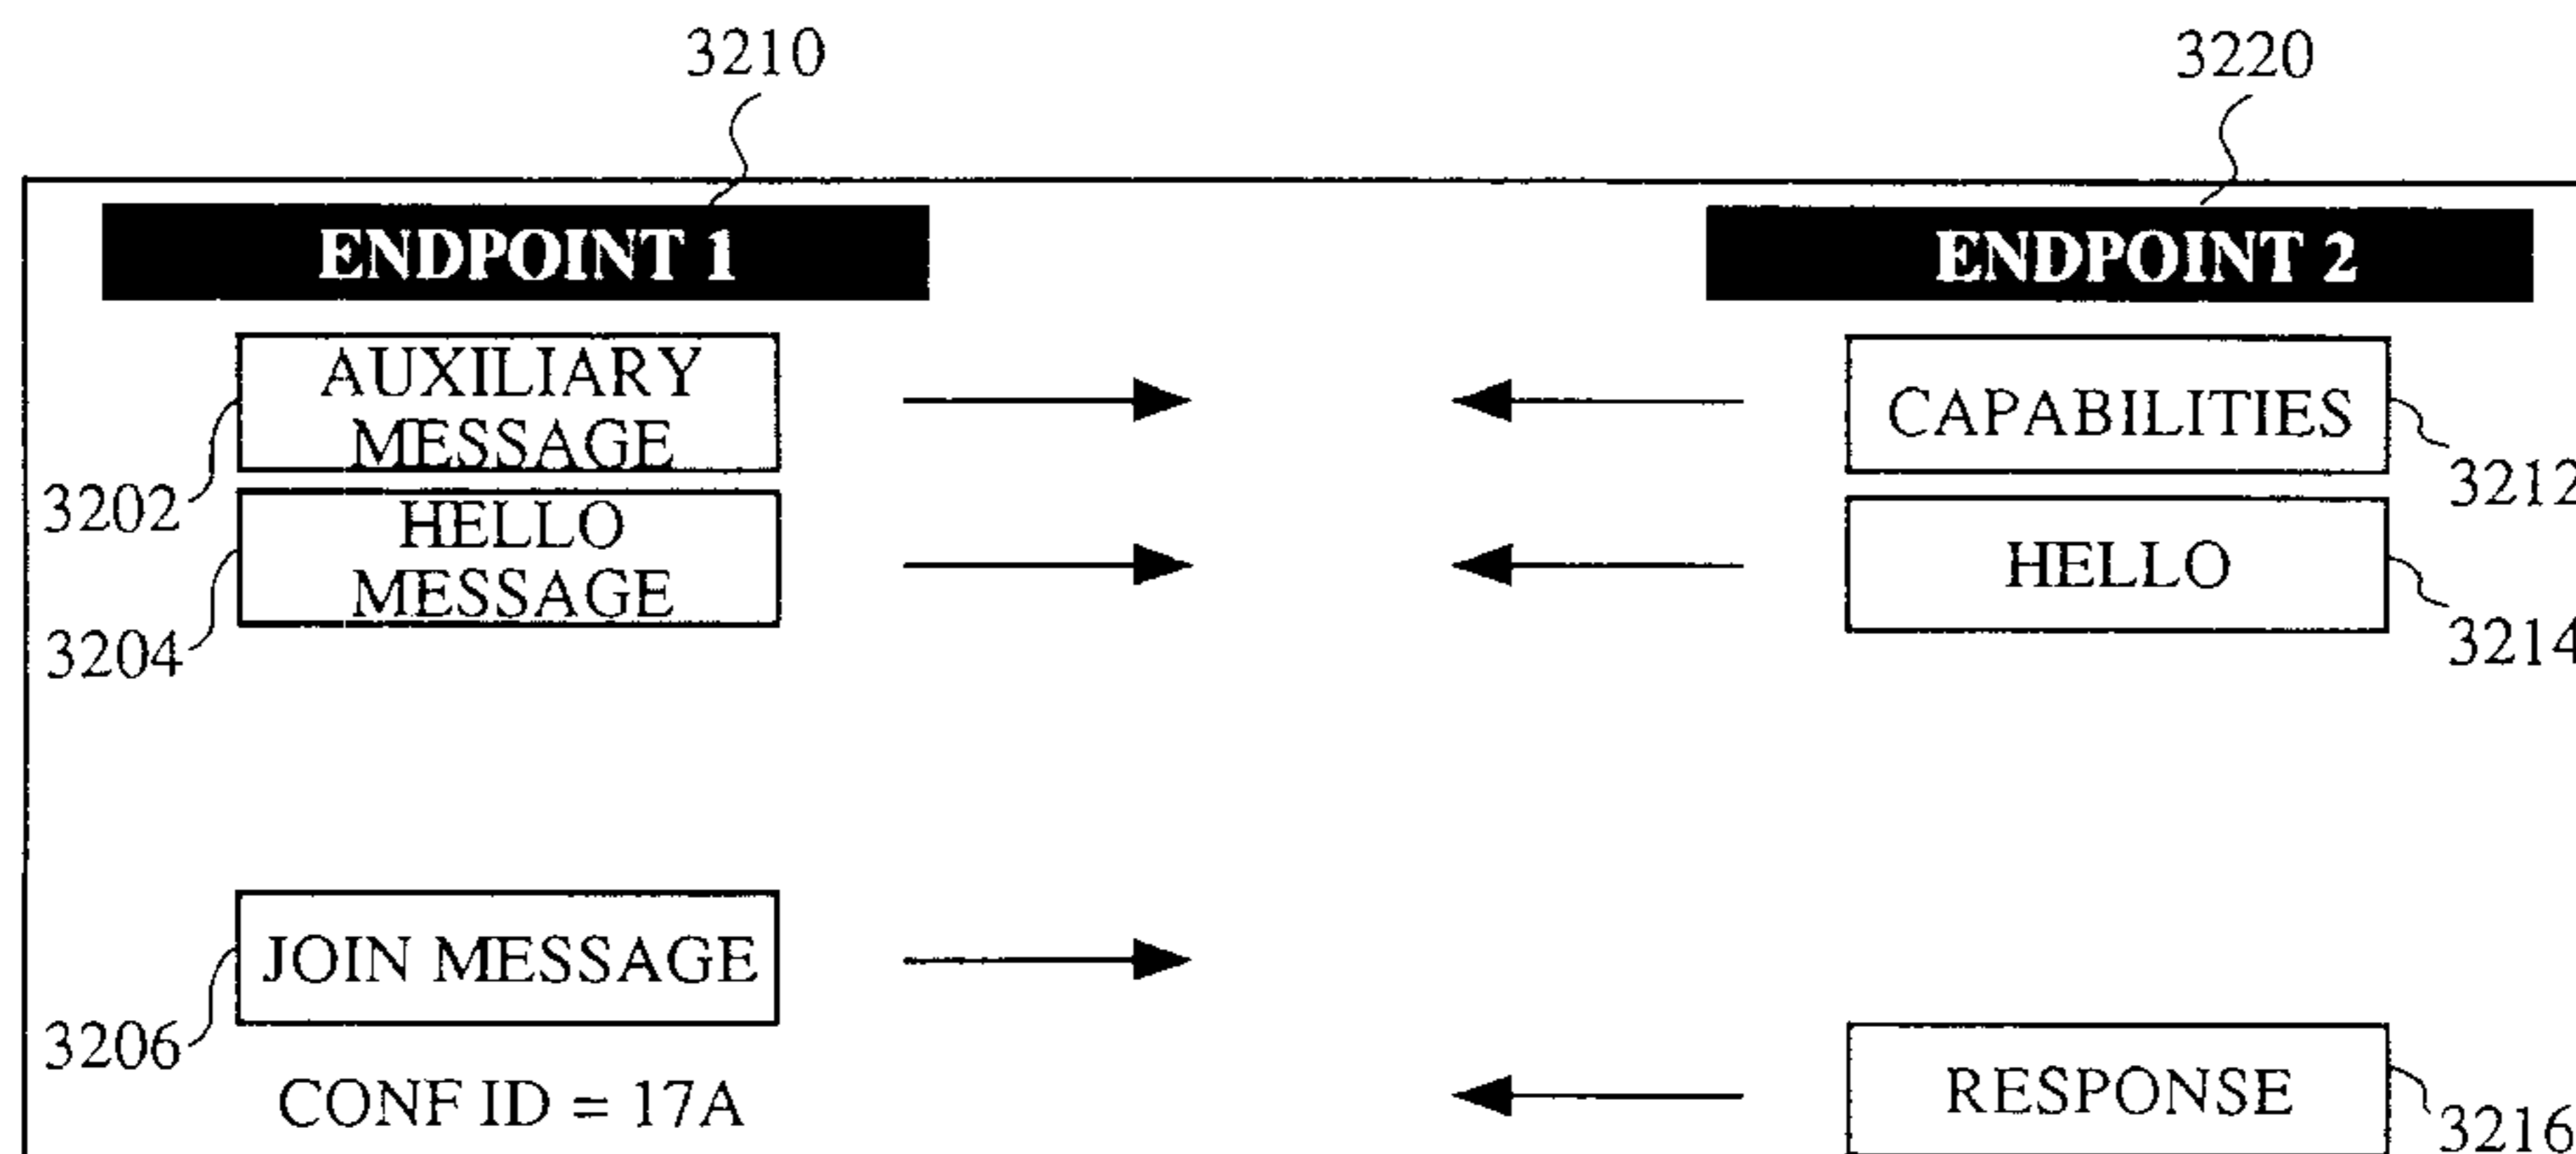 3210
3220
ENDPOINT 1
ENDPOINT 2
AUXILIARY
MESSAGE
CAPABILITIES
3202
3212
HELLO
MESSAGE
HELLO
3204
3214
JOIN MESSAGE
3206
CONF ID = 17A
RESPONSE
3216